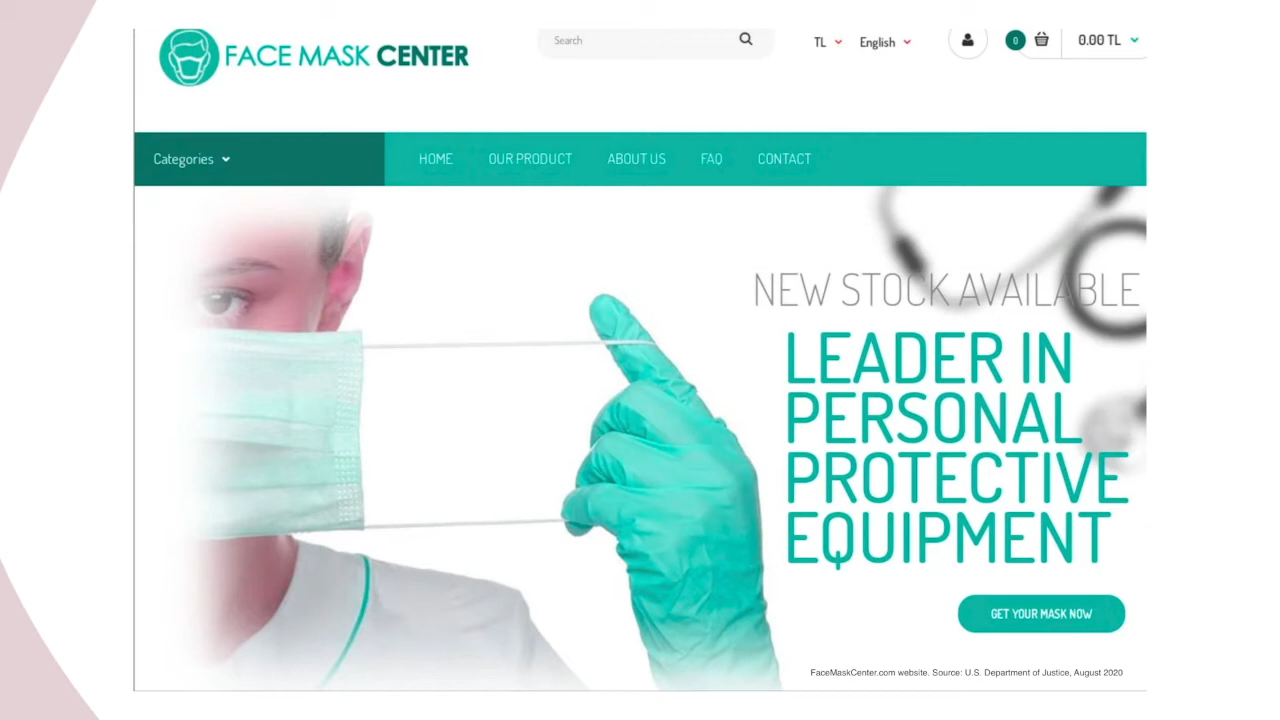 FACE MASK CENTER
Search
TL
English
0
0.00 TL
Categories
HOME
OUR PRODUCT
ABOUT US
FAQ
CONTACT
NEW STOCK AVAILABLE
LEADER IN
PERSONAL
PROTECTIVE
EQUIPMENT
GET YOUR MASK NOW
FaceMaskCenter.com website. Source: U.S. Department of Justice, August 2020